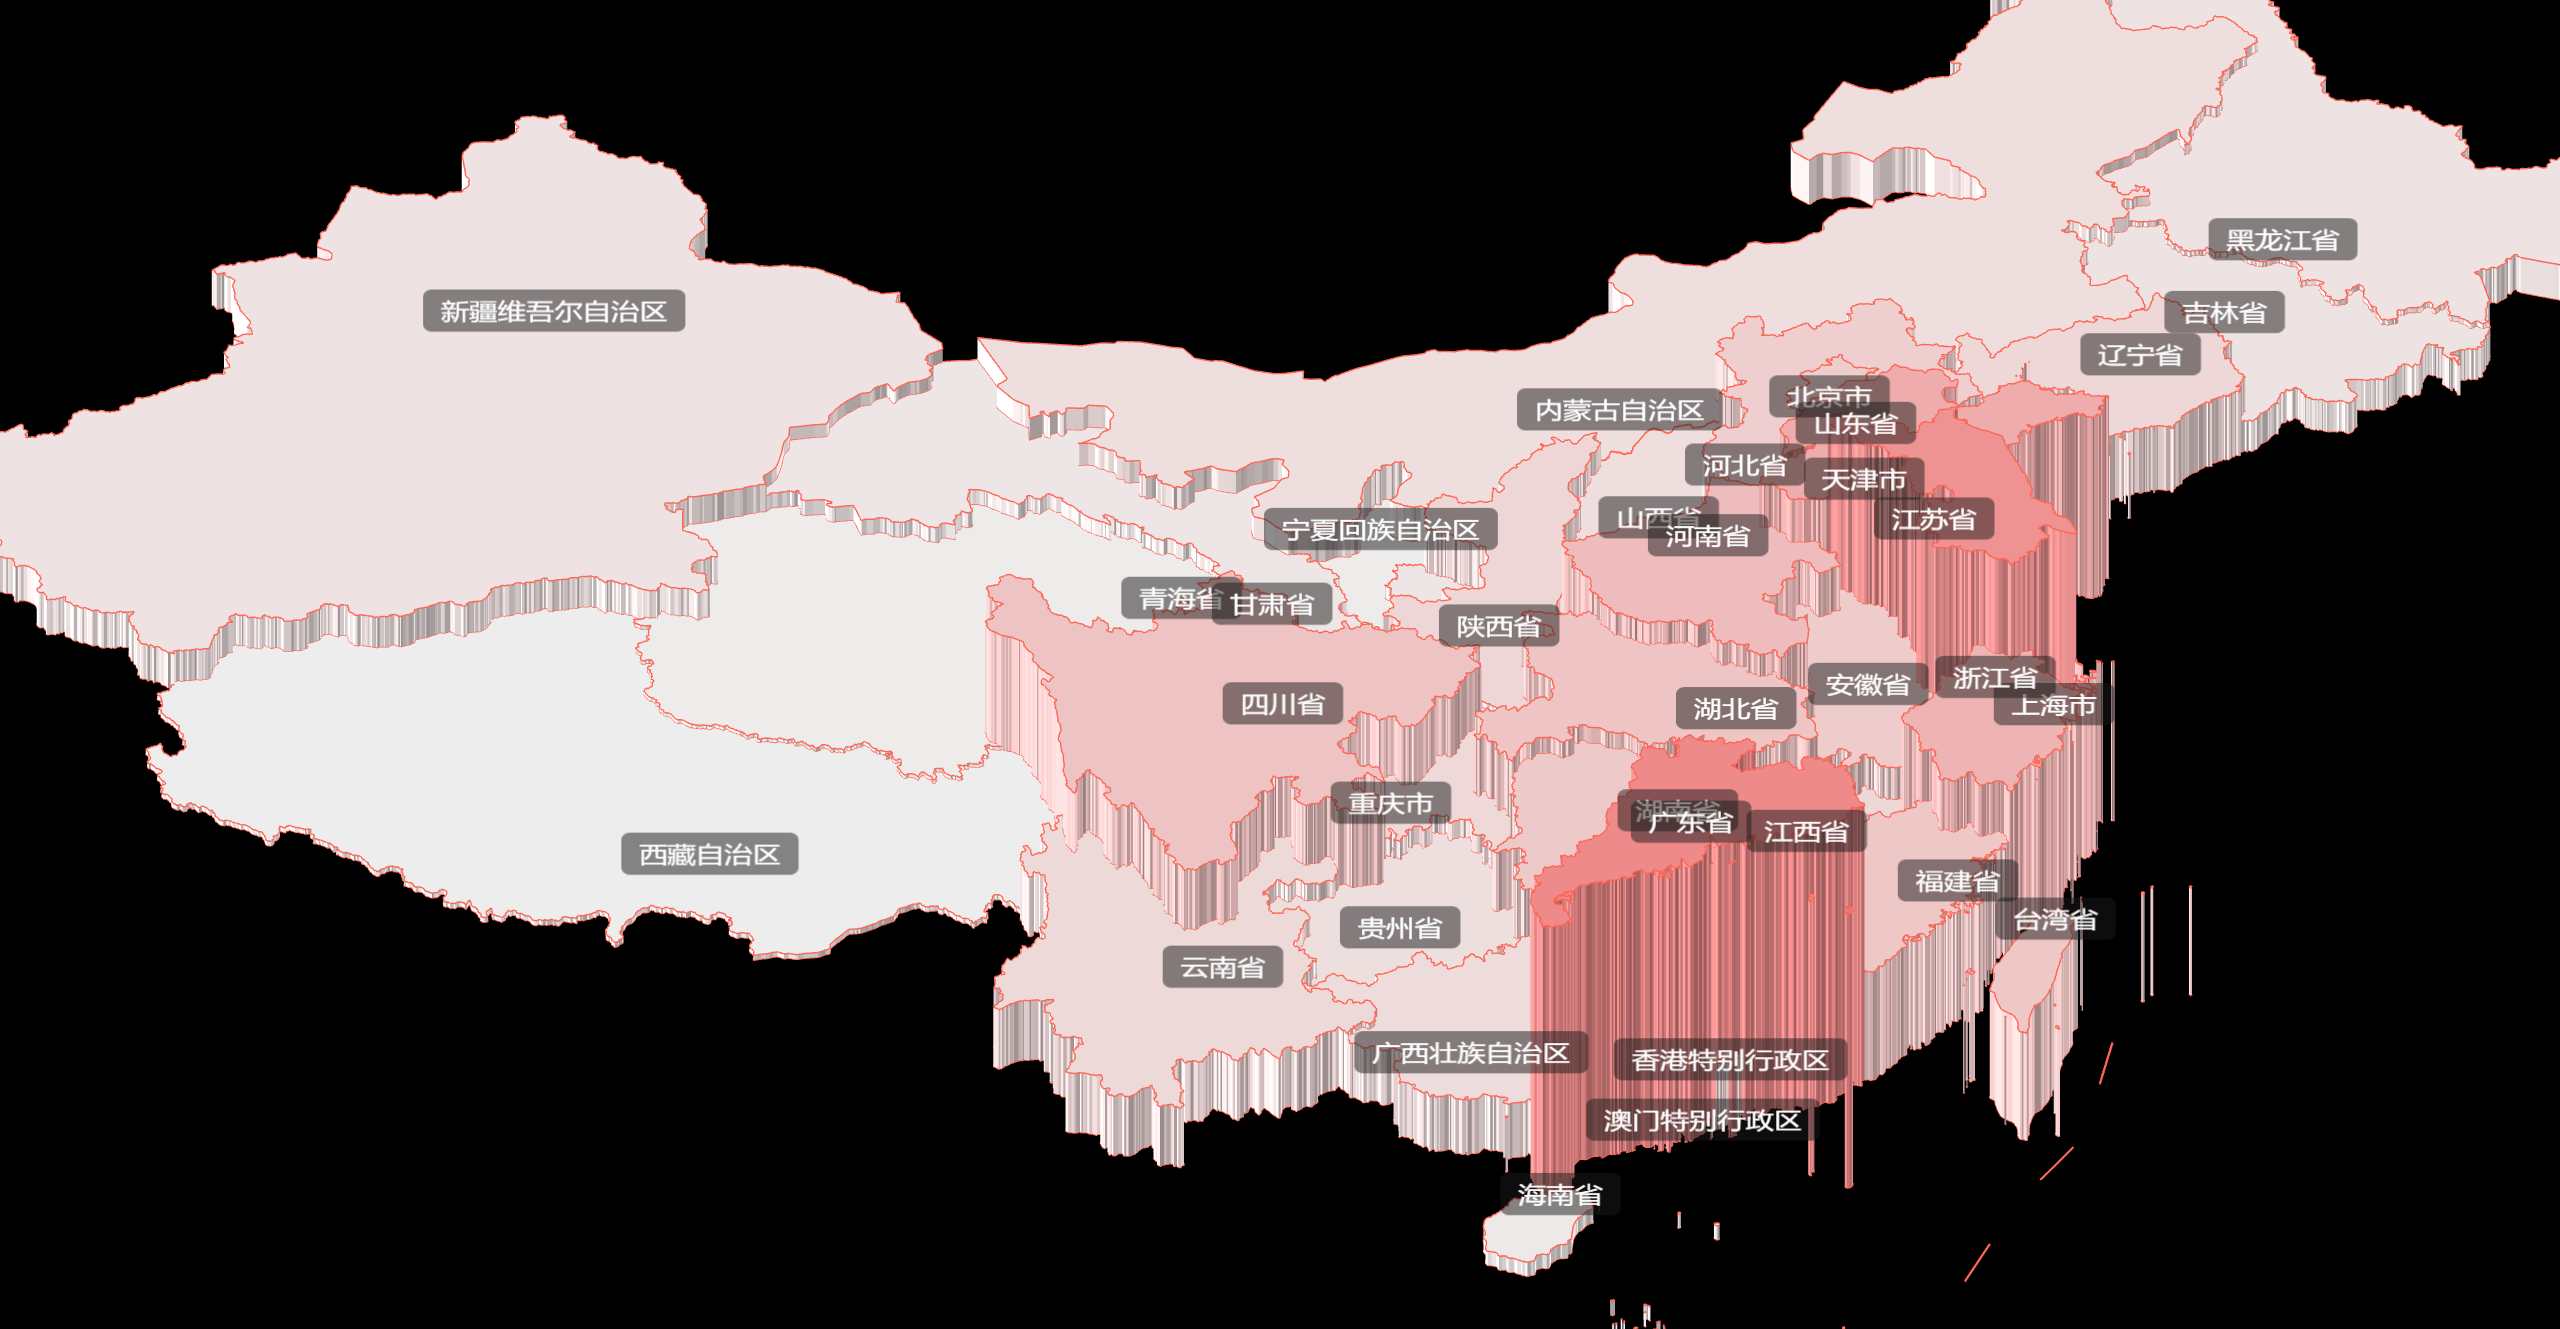 黑龙江省
新疆维吾尔自治区
吉林省
辽宁省
北京市
内蒙古自治区
山东省
河北省
天津市
山西省
江苏省
宁夏回族自治区
河南省
青海省
甘肃省
陕西省
浙江省
安徽省
四川省
上海市
湖北省
重庆市
湖南省
广东省
江西省
西藏自治区
福建省
台湾省
贵州省
云南省
广西壮族自治区
香港特别行政区
澳门特别行政区
海南省